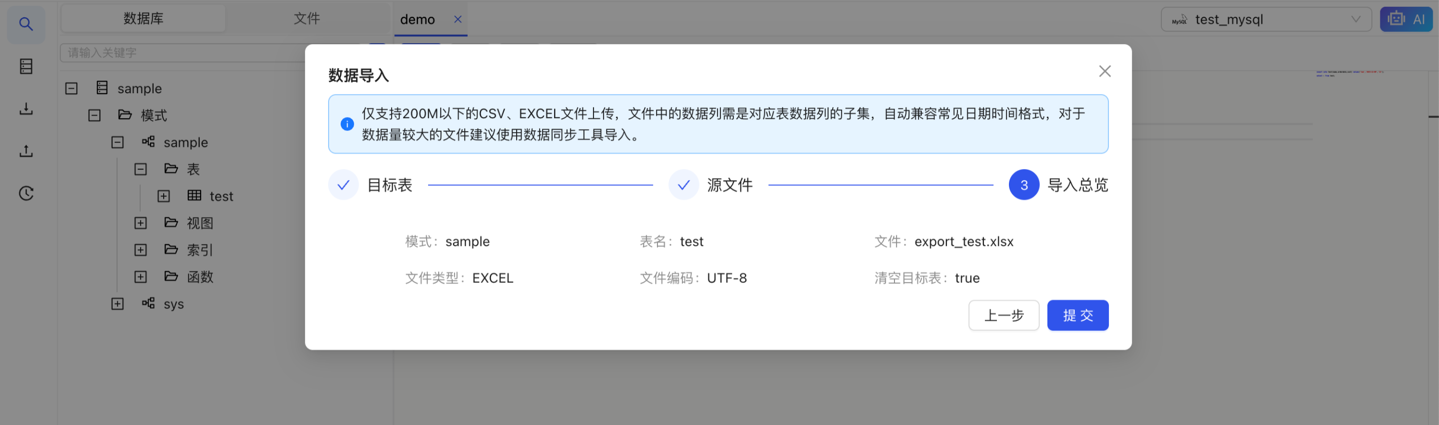 数据库
文件
demo
test_mysql
AI
请输入关键字
sample
模式
sample
表
test
视图
索引
函数
sys
数据导入
仅支持200M以下的CSV、EXCEL文件上传，文件中的数据列需是对应表数据列的子集，自动兼容常见日期时间格式，对于
数据量较大的文件建议使用数据同步工具导入。
目标表
源文件
3 导入总览
模式：sample 表名：test 文件：export_test.xlsx
文件类型：EXCEL 文件编码：UTF-8 清空目标表：true
上一步 提 交